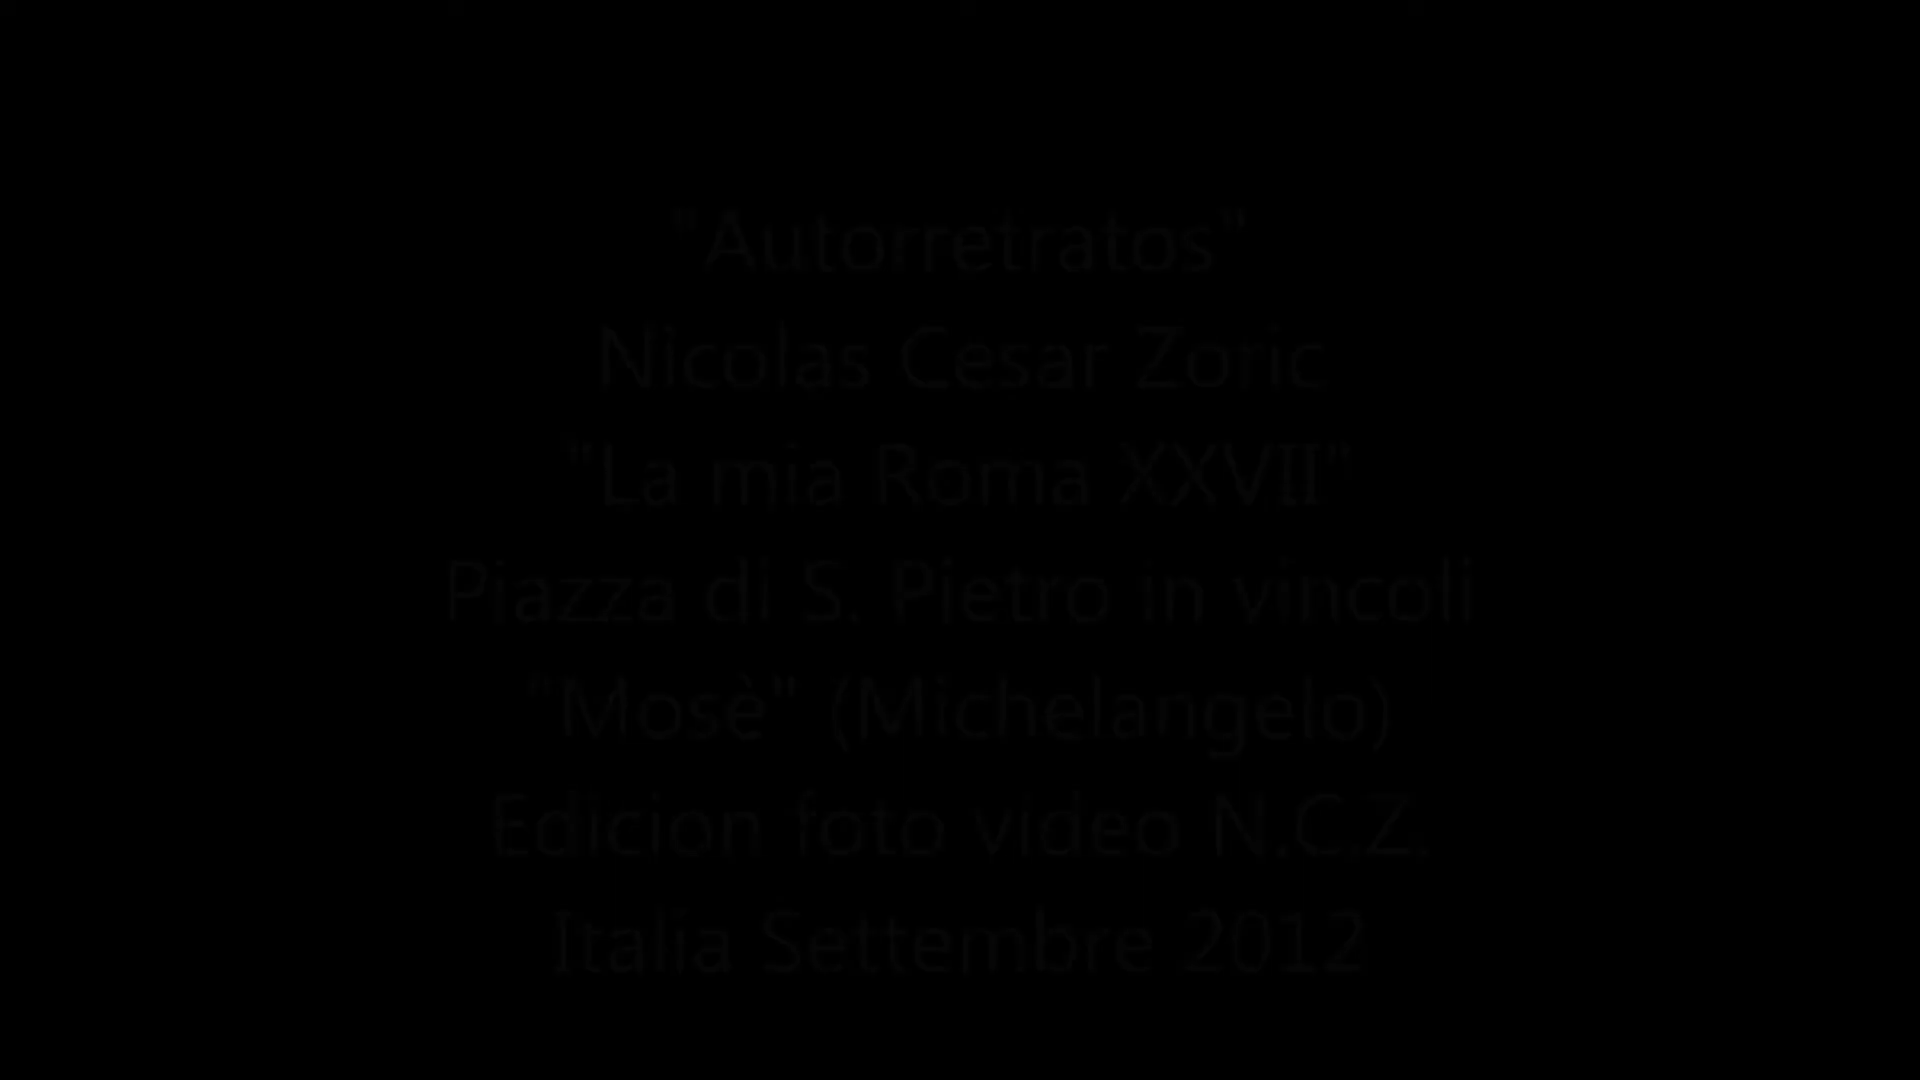 "Autorretratos"
Nicolas Cesar Zoric
"La mia Roma XXVII"
Piazza di S. Pietro in vincoli
"Mosè" (Michelangelo)
Edicion foto video N.C.Z.
Italia Settembre 2012